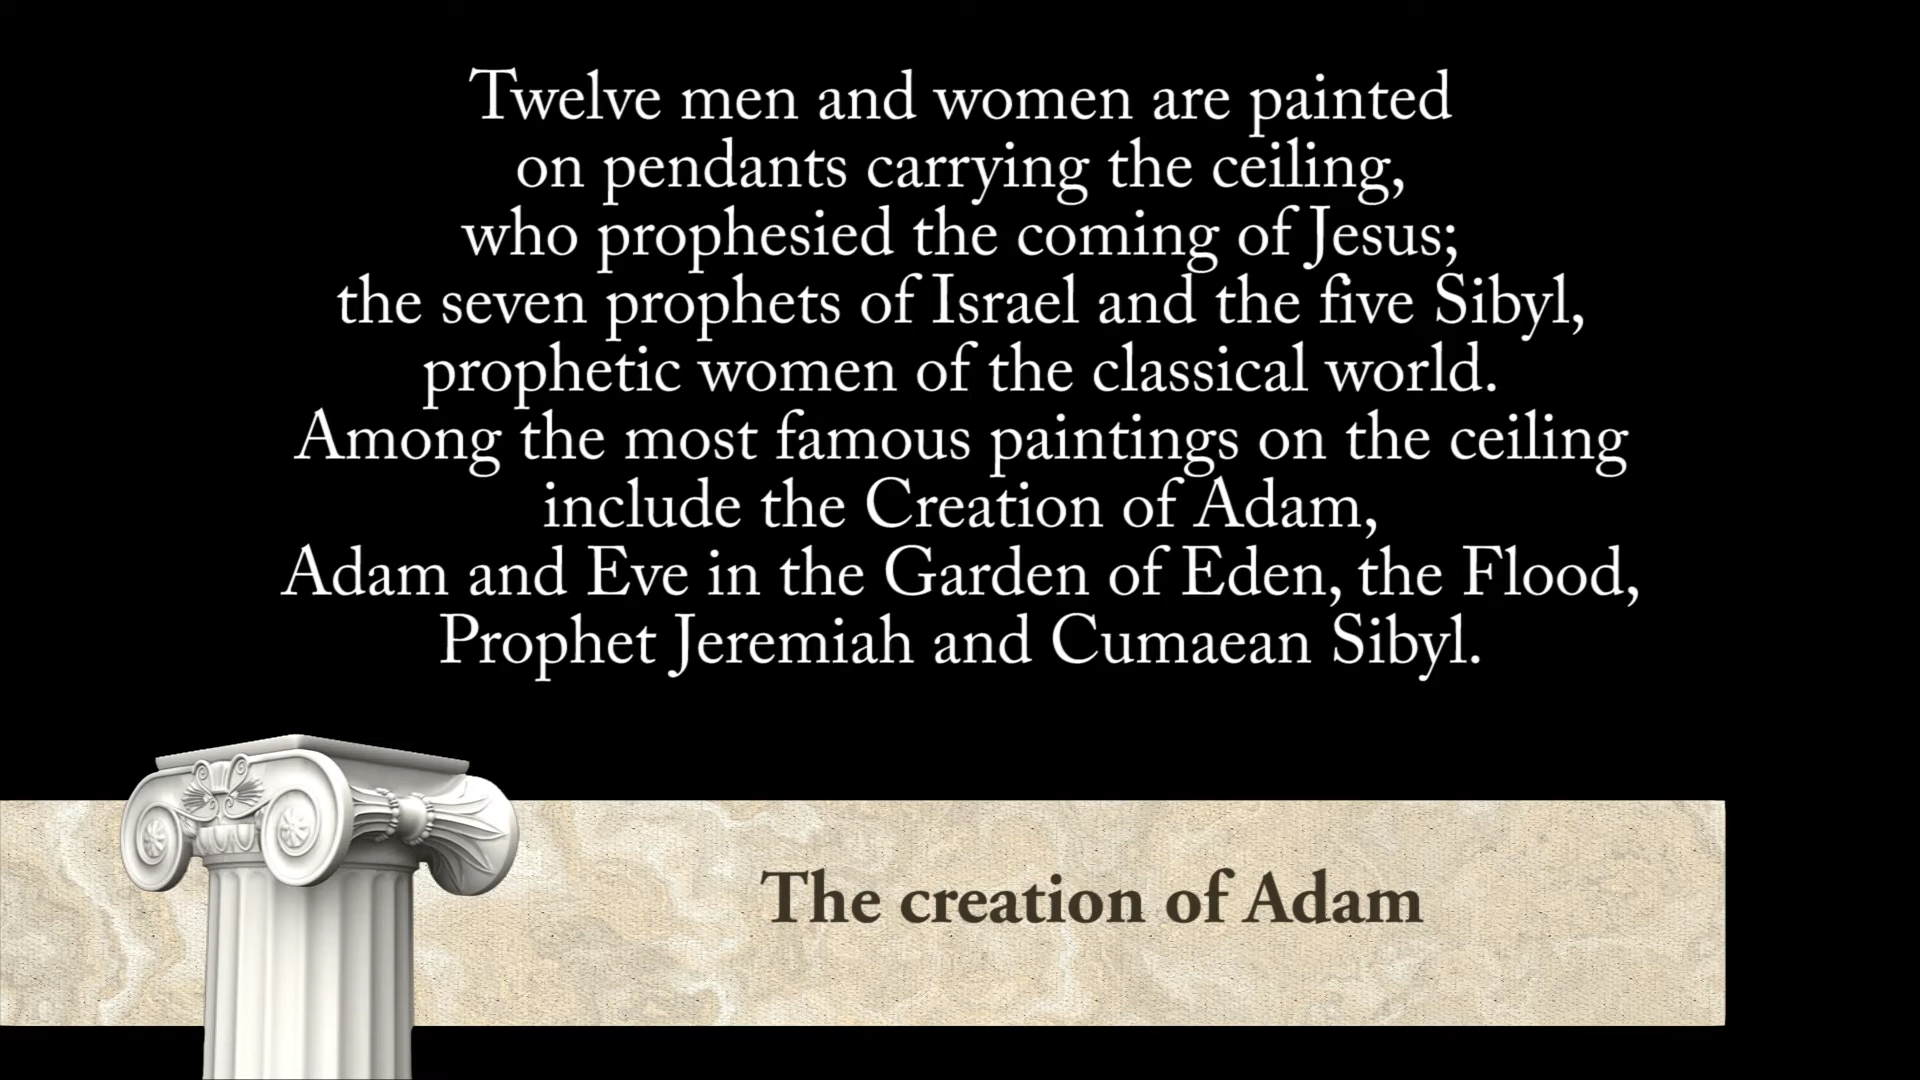 Twelve men and women are painted
on pendants carrying the ceiling,
who prophesied the coming of Jesus;
the seven prophets of Israel and the five Sibyl,
prophetic women of the classical world.
Among the most famous paintings on the ceiling
include the Creation of Adam,
Adam and Eve in the Garden of Eden, the Flood,
Prophet Jeremiah and Cumaean Sibyl.
The creation of Adam